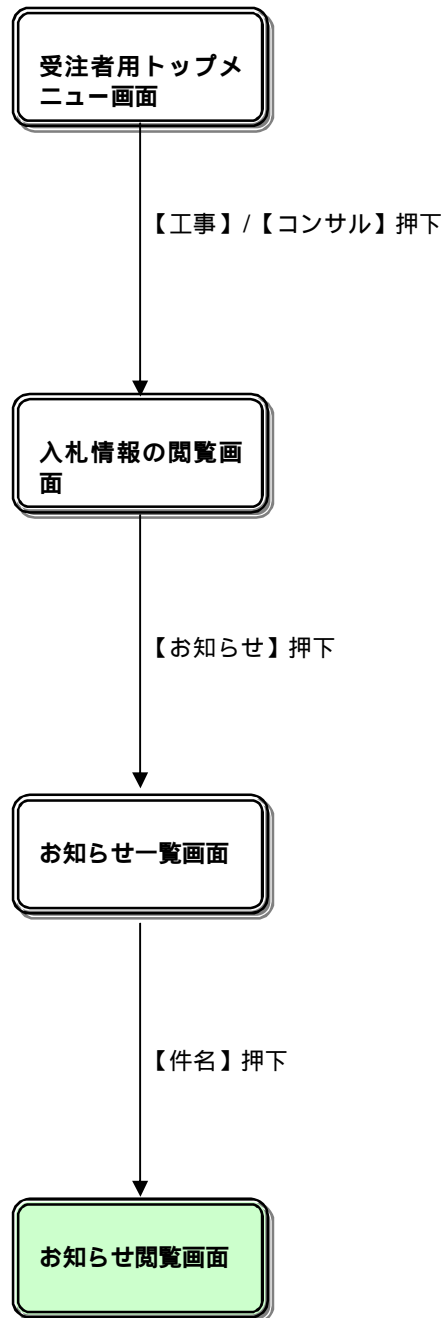 受注者用トップメ
ニュー画面
【工事】/【コンサル】押下
入札情報の閲覧画
面
【お知らせ】押下
お知らせ一覧画面
【件名】押下
お知らせ閲覧画面